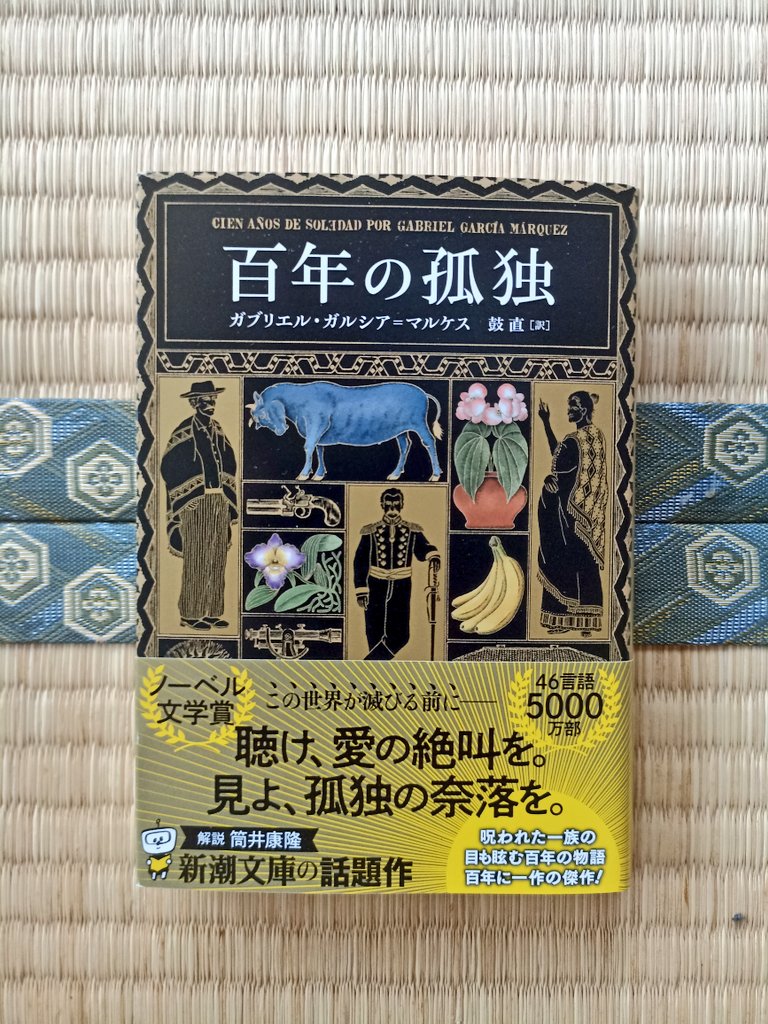 CIEN AÑOS DE SOLƎDAD POR GABRIEL GARCÍA MÁRQUEZ
百年の孤独
ガブリエル・ガルシア=マルケス 鼓直[訳]
ノーベル
文学賞
この世界が滅びる前に――
46言語
5000
万部
聴け、愛の絶叫を。
見よ、孤独の奈落を。
解説 筒井康隆
新潮文庫の話題作
呪われた一族の
目も眩む百年の物語
百年に一作の傑作!